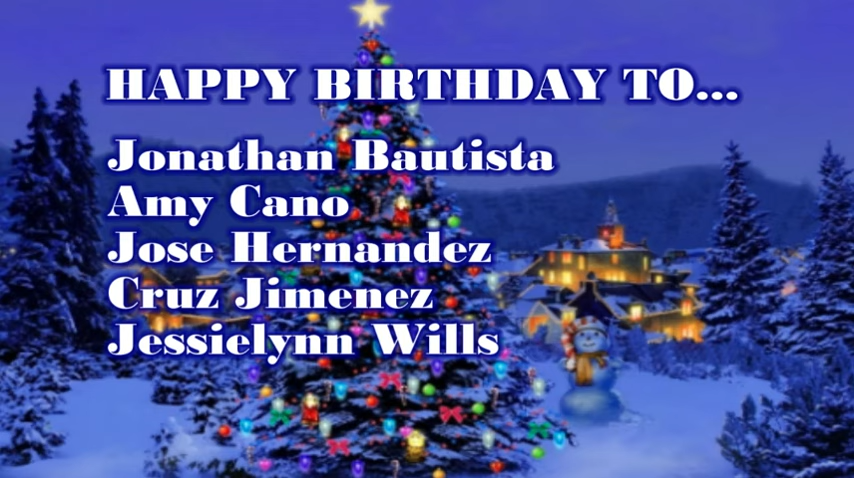 HAPPY BIRTHDAY TO...
Jonathan Bautista
Amy Cano
Jose Hernandez
Cruz Jimenez
Jessielynn Wills